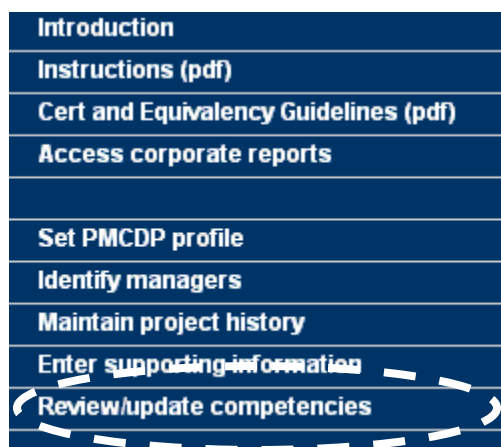 Introduction
Instructions (pdf)
Cert and Equivalency Guidelines (pdf)
Access corporate reports
Set PMCDP profile
Identify managers
Maintain project history
Enter supporting information
Review/update competencies